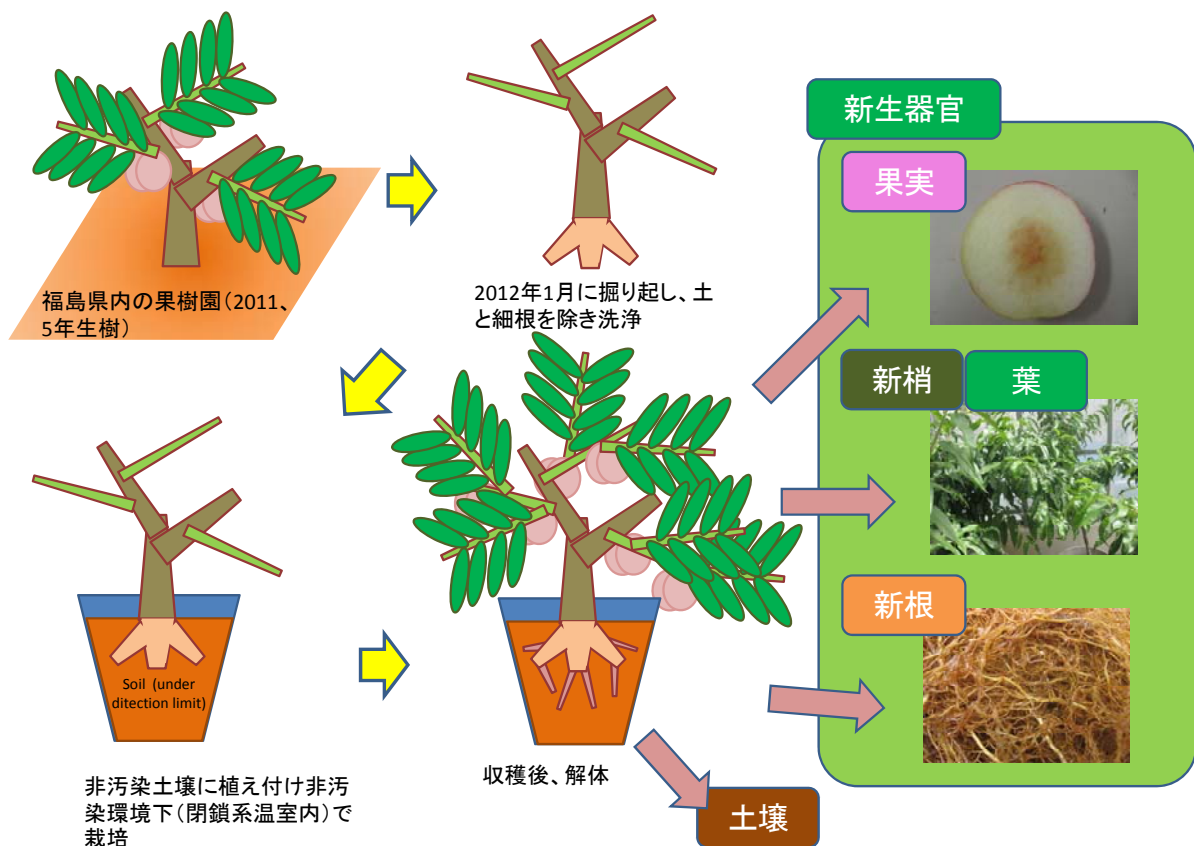 福島県内の果樹園(2011、
5年生樹)
2012年1月に掘り起し、土
と細根を除き洗浄
Soil (under
ditection limit)
非汚染土壌に植え付け非汚
染環境下(閉鎖系温室内)で
栽培
収穫後、解体
新生器官
果実
新梢 葉
新根
土壌